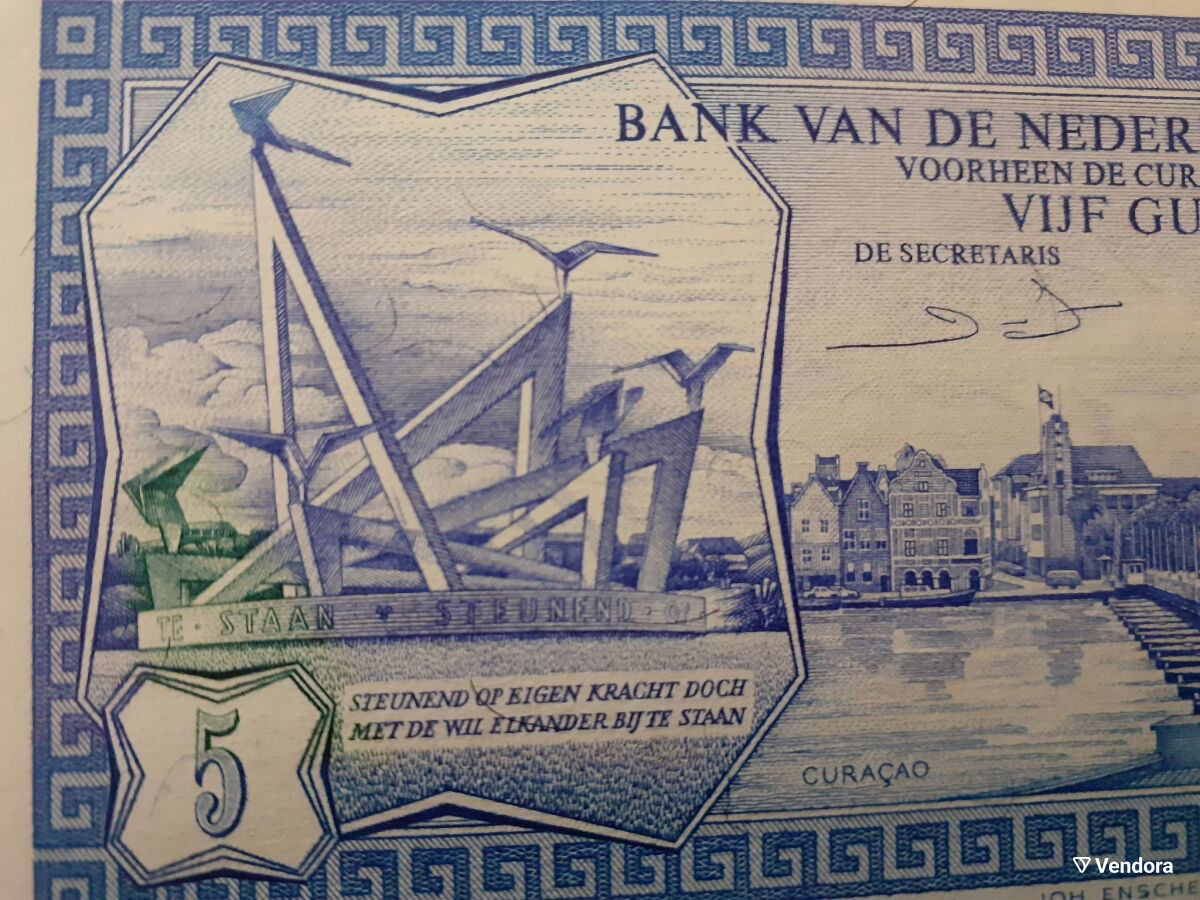 BANK VAN DE NEDER
VOORHEEN DE CUR
VIJF GU
DE SECRETARIS
TE · STAAN STEUNEND · OP
STEUNEND OP EIGEN KRACHT DOCH
MET DE WIL ELKANDER BIJ TE STAAN
5
CURAÇAO
JOH. ENSCHE
Vendora